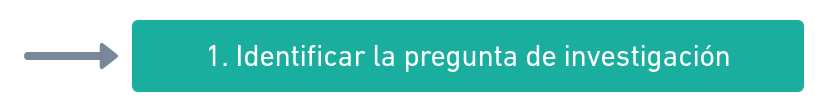 1. Identificar la pregunta de investigación